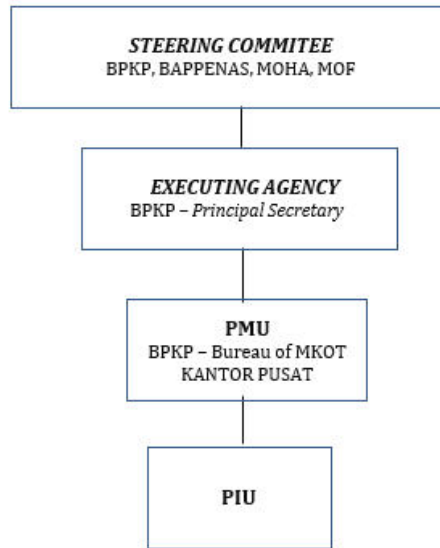 STEERING COMMITEE
BPKP, BAPPENAS, MOHA, MOF
EXECUTING AGENCY
BPKP – Principal Secretary
PMU
BPKP – Bureau of MKOT
KANTOR PUSAT
PIU